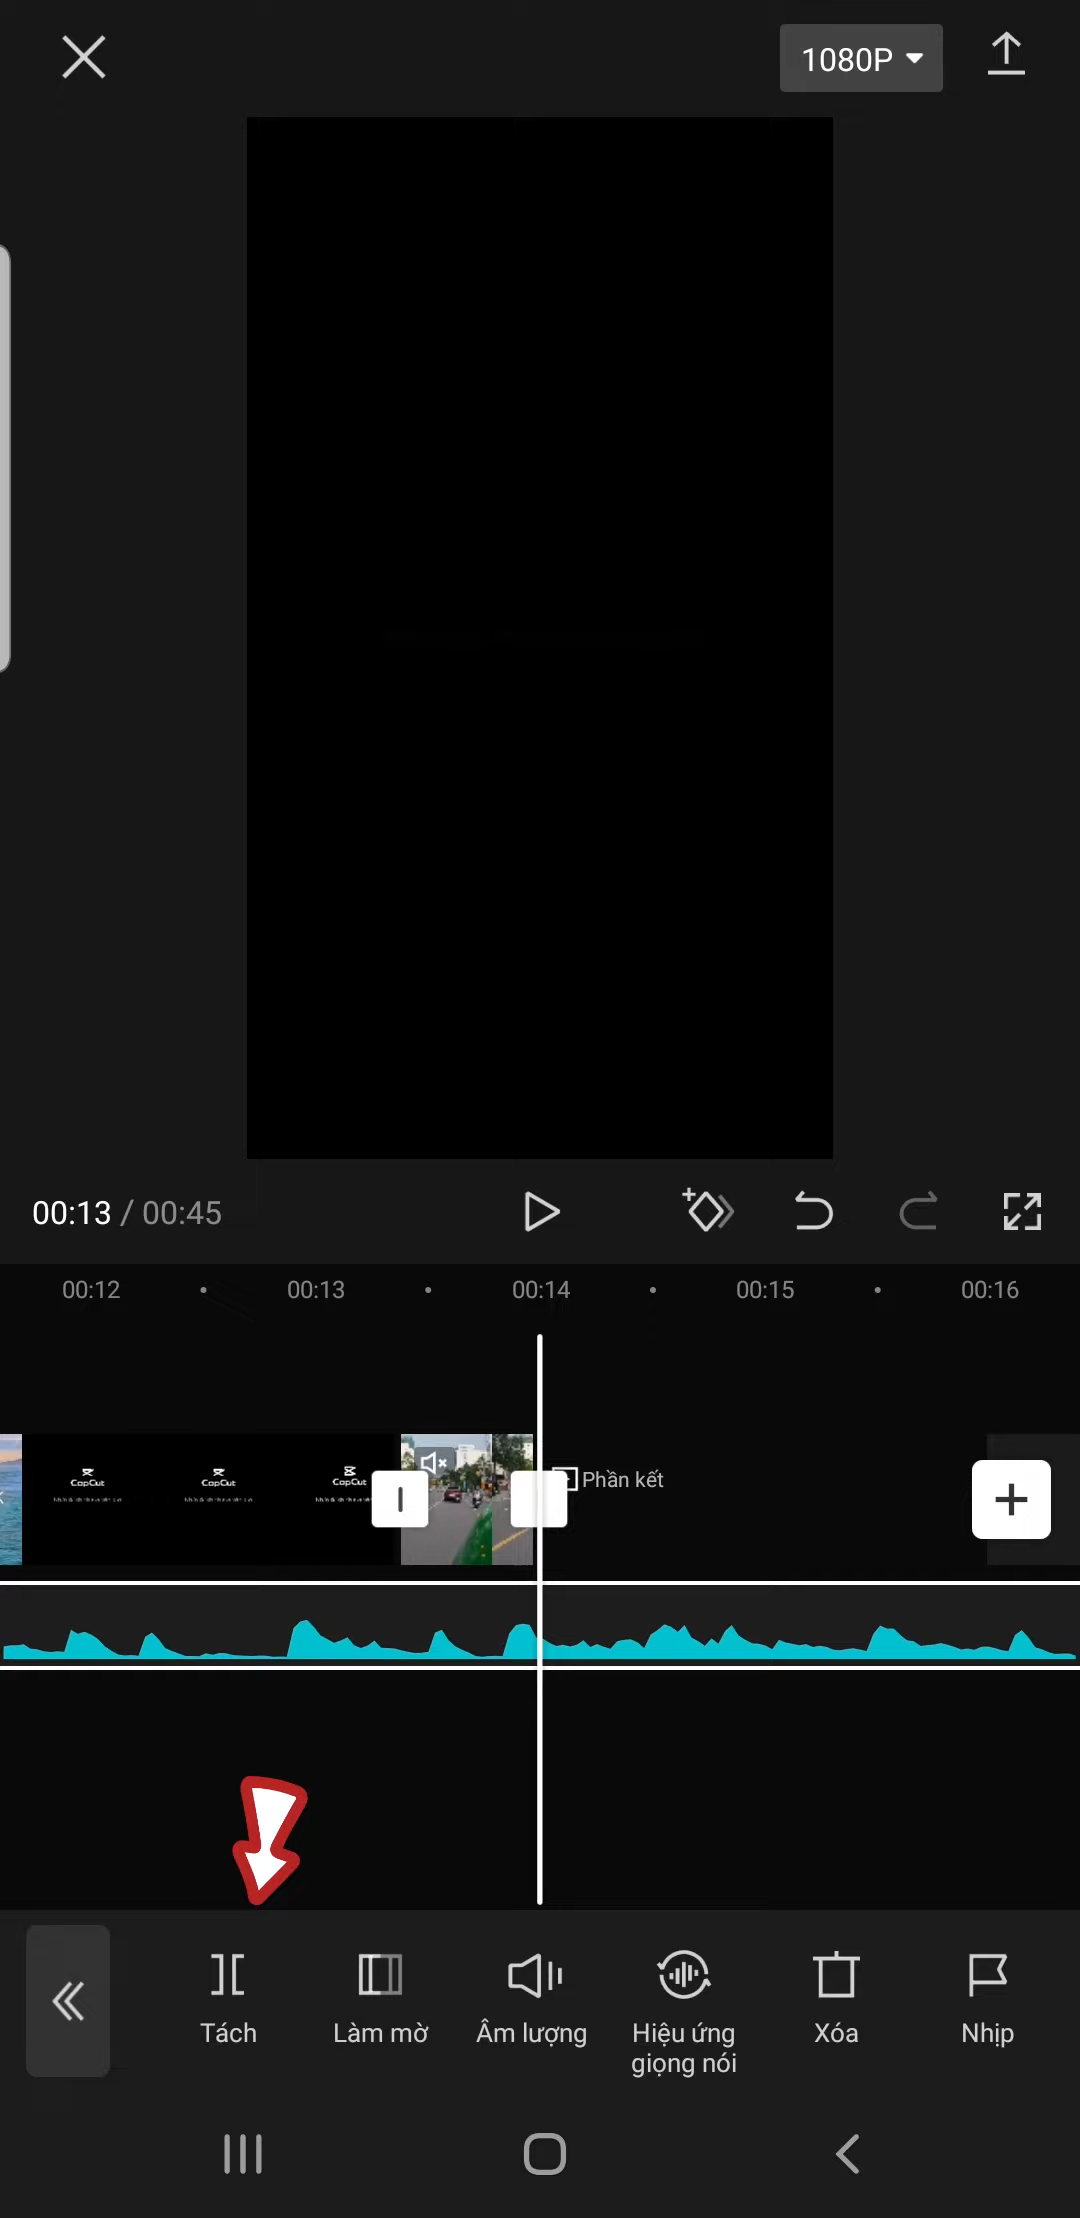 1080P
00:13 / 00:45
00:12 00:13 00:14 00:15 00:16
CapCut CapCut CapCut
Phần kết
Tách Làm mờ Âm lượng Hiệu ứng giọng nói Xóa Nhịp